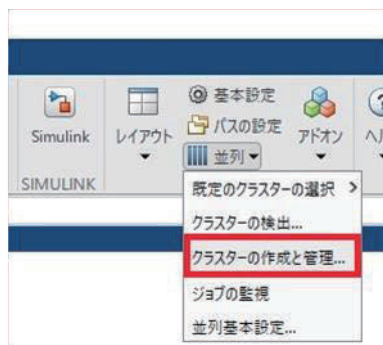 基本設定
Simulink
レイアウト
パスの設定
アドオン
並列
SIMULINK
既定のクラスターの選択
クラスターの検出...
クラスターの作成と管理...
ジョブの監視
並列基本設定...